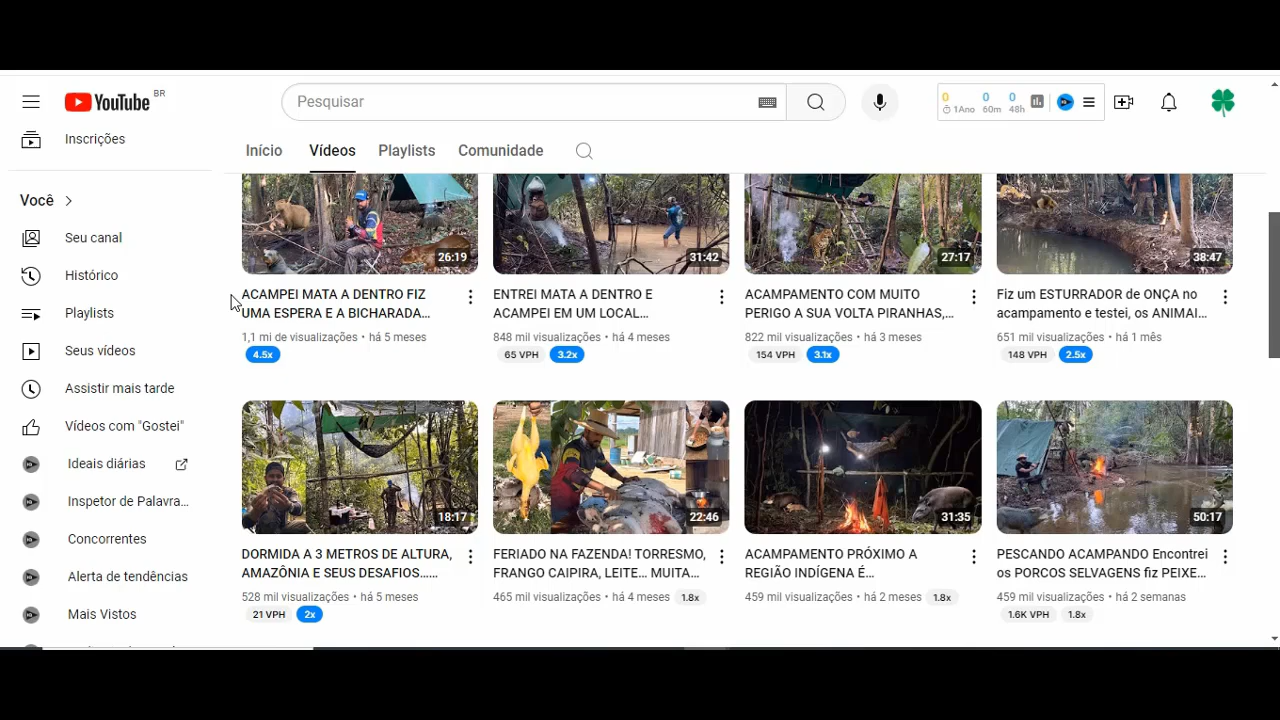 YouTube BR
Pesquisar
0 0 0
1Ano 60m 48h
Inscrições
Início Vídeos Playlists Comunidade
Você
Seu canal
Histórico
Playlists
Seus vídeos
Assistir mais tarde
Vídeos com "Gostei"
Ideais diárias
Inspetor de Palavra...
Concorrentes
Alerta de tendências
Mais Vistos
26:19
ACAMPEI MATA A DENTRO FIZ
UMA ESPERA E A BICHARADA...
1,1 mi de visualizações • há 5 meses
4.5x
31:42
ENTREI MATA A DENTRO E
ACAMPEI EM UM LOCAL...
848 mil visualizações • há 4 meses
65 VPH 3.2x
27:17
ACAMPAMENTO COM MUITO
PERIGO A SUA VOLTA PIRANHAS,...
822 mil visualizações • há 3 meses
154 VPH 3.1x
38:47
Fiz um ESTURRADOR de ONÇA no
acampamento e testei, os ANIMAI...
651 mil visualizações • há 1 mês
148 VPH 2.5x
18:17
DORMIDA A 3 METROS DE ALTURA,
AMAZÔNIA E SEUS DESAFIOS......
528 mil visualizações • há 5 meses
21 VPH 2x
22:46
FERIADO NA FAZENDA! TORRESMO,
FRANGO CAIPIRA, LEITE... MUITA...
465 mil visualizações • há 4 meses 1.8x
31:35
ACAMPAMENTO PRÓXIMO A
REGIÃO INDÍGENA É...
459 mil visualizações • há 2 meses 1.8x
50:17
PESCANDO ACAMPANDO Encontrei
os PORCOS SELVAGENS fiz PEIXE...
459 mil visualizações • há 2 semanas
1.6K VPH 1.8x